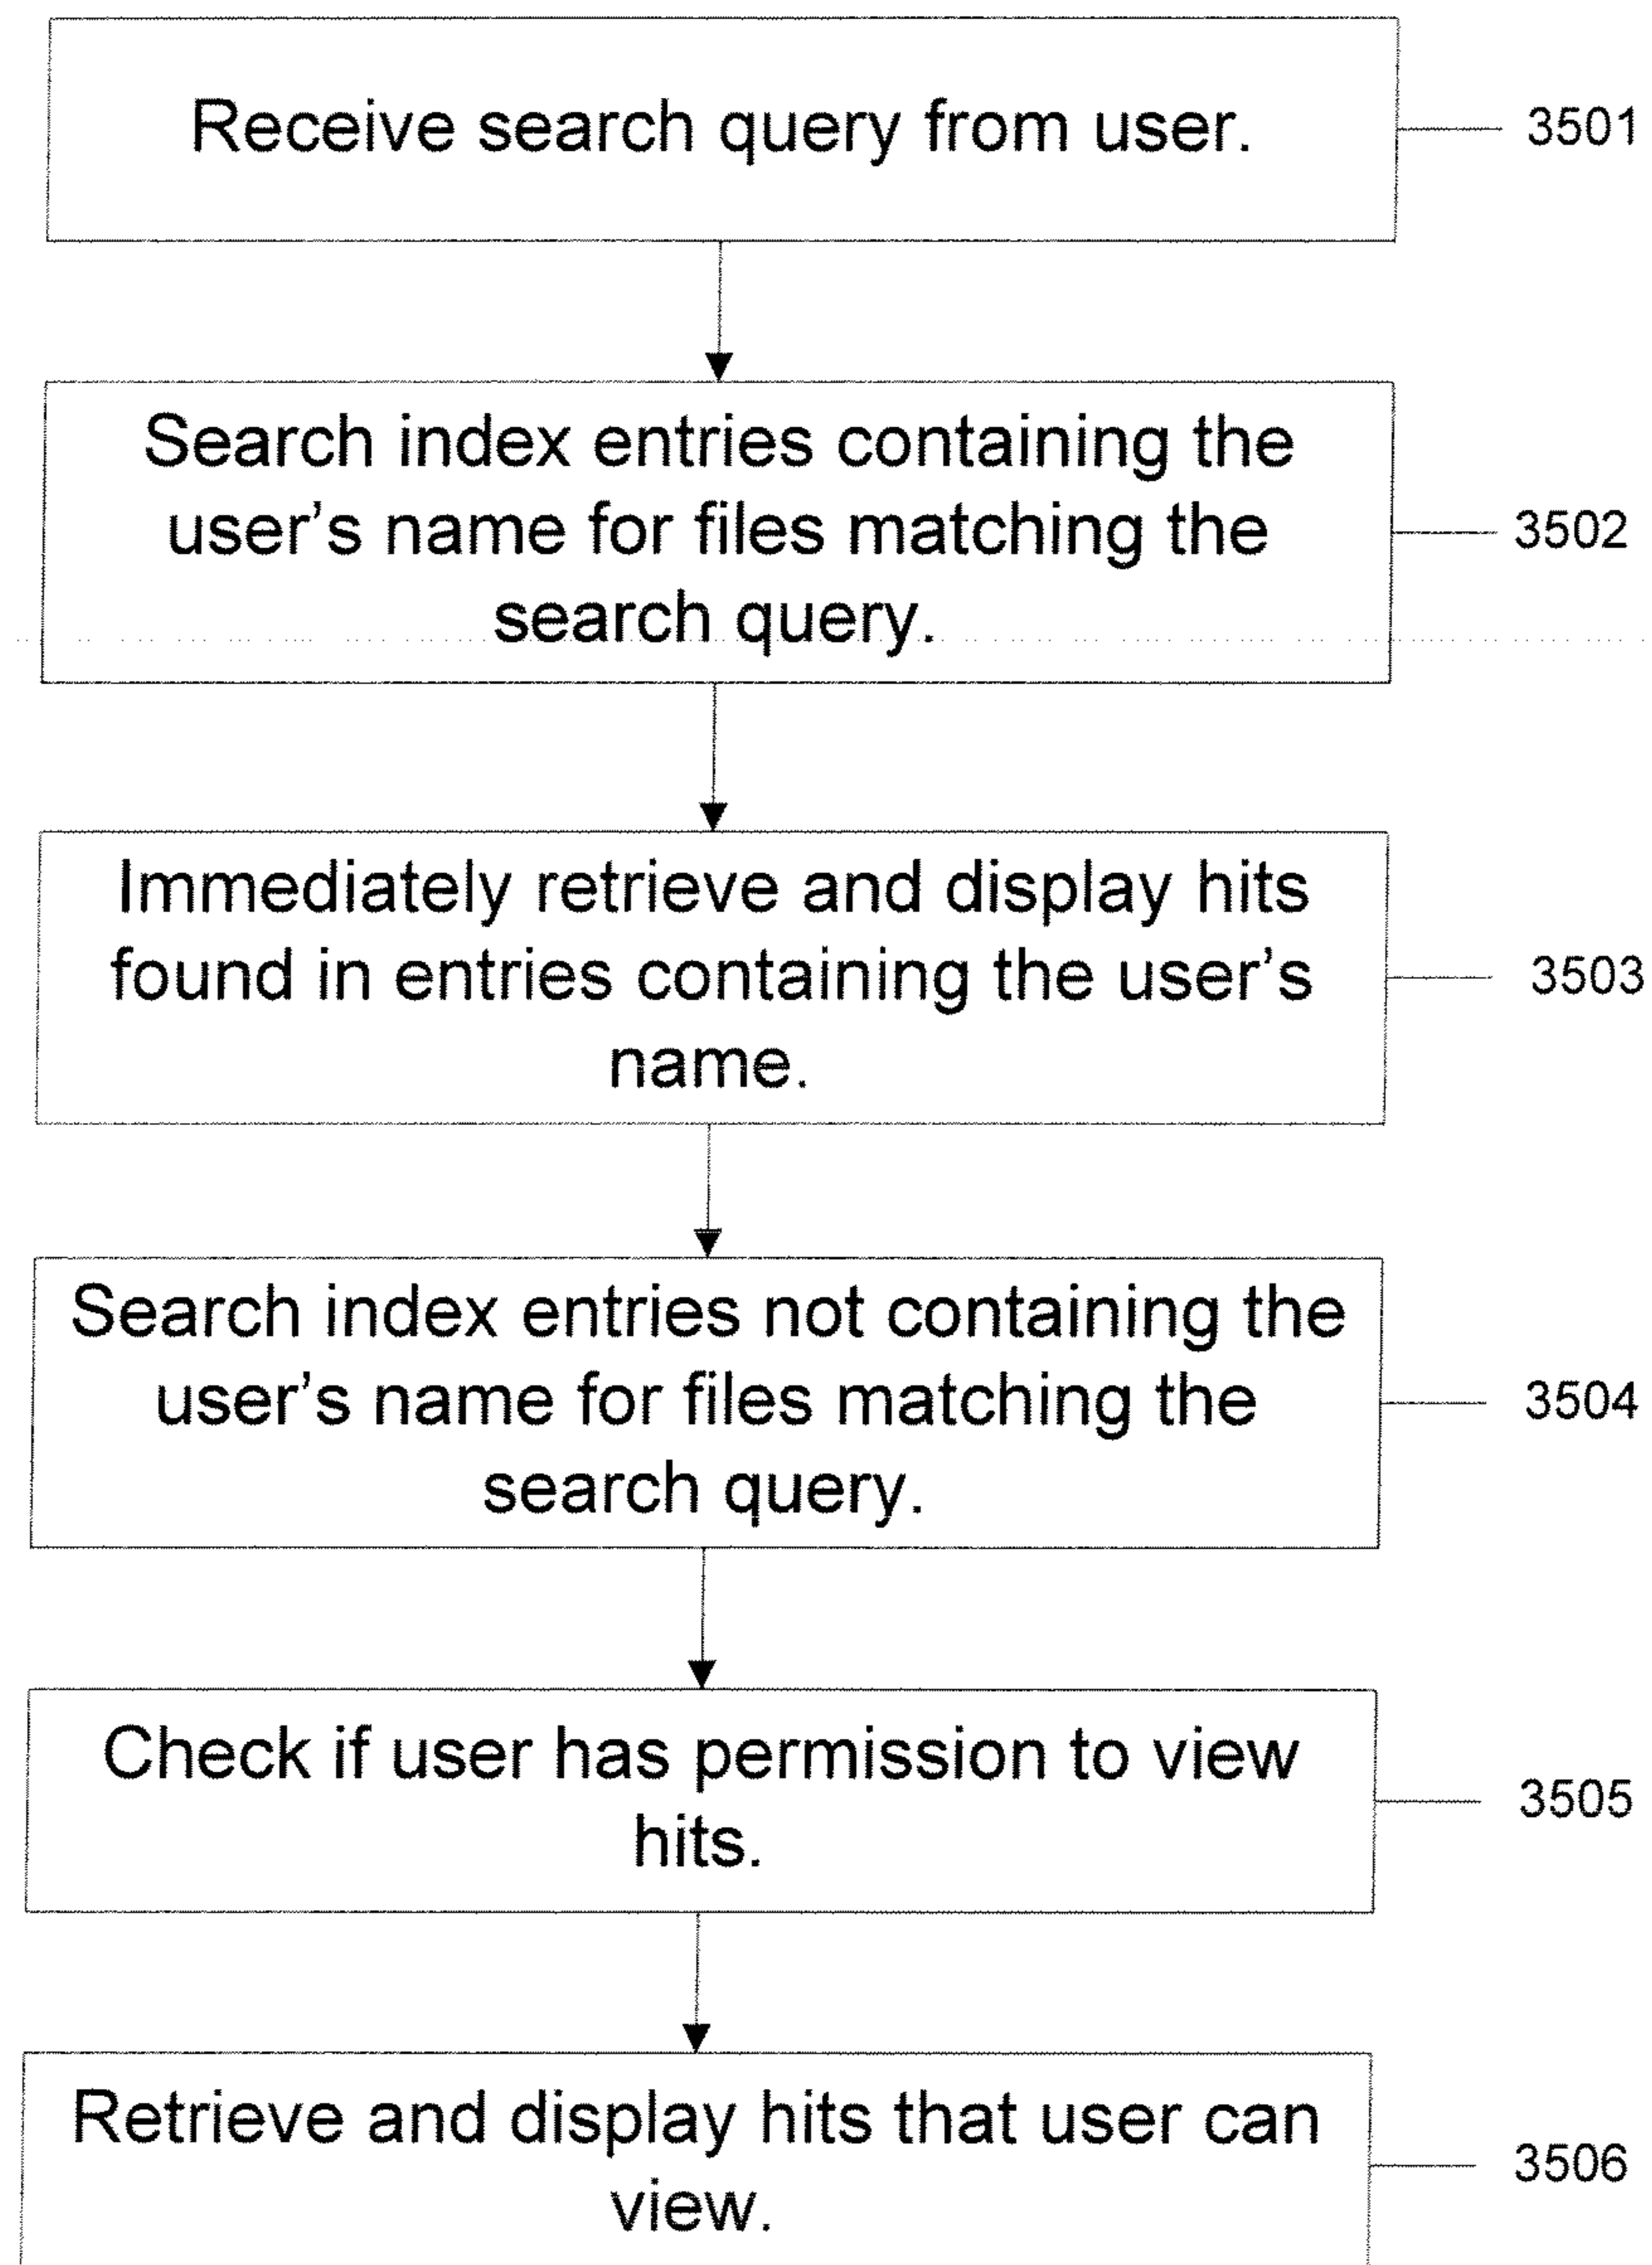 Receive search query from user.
3501
Search index entries containing the
user's name for files matching the
search query.
3502
Immediately retrieve and display hits
found in entries containing the user's
name.
3503
Search index entries not containing the
user's name for files matching the
search query.
3504
Check if user has permission to view
hits.
3505
Retrieve and display hits that user can
view.
3506